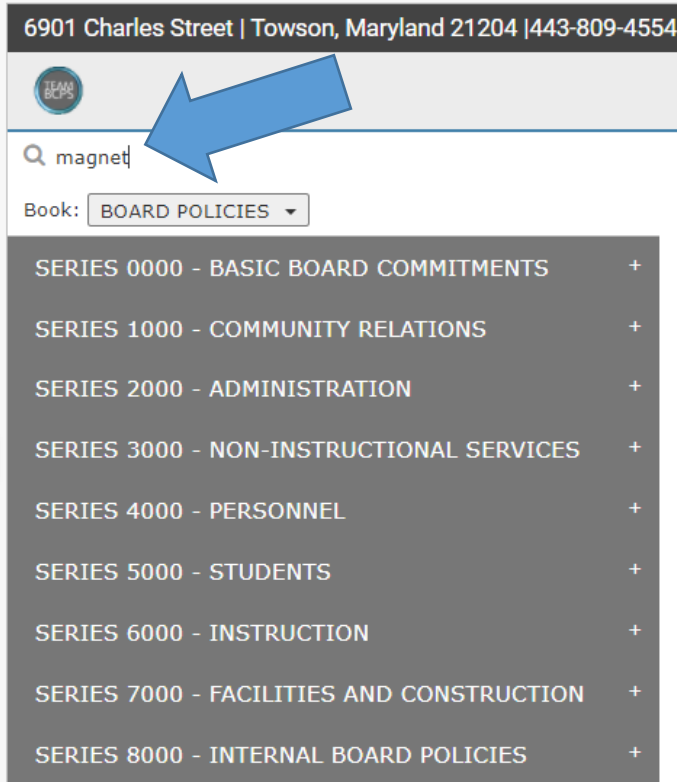 6901 Charles Street | Towson, Maryland 21204 |443-809-4554
TEAM
BCPS
magnet
Book: BOARD POLICIES
SERIES 0000 - BASIC BOARD COMMITMENTS +
SERIES 1000 - COMMUNITY RELATIONS +
SERIES 2000 - ADMINISTRATION +
SERIES 3000 - NON-INSTRUCTIONAL SERVICES +
SERIES 4000 - PERSONNEL +
SERIES 5000 - STUDENTS +
SERIES 6000 - INSTRUCTION +
SERIES 7000 - FACILITIES AND CONSTRUCTION +
SERIES 8000 - INTERNAL BOARD POLICIES +